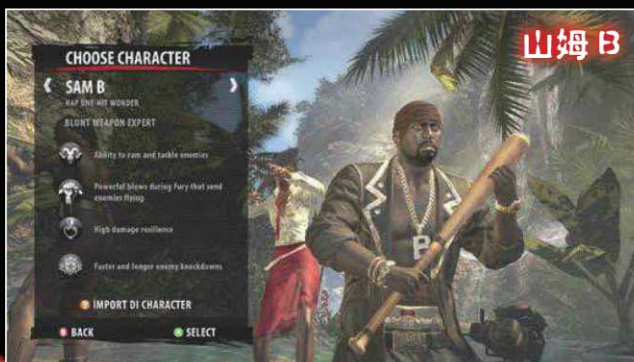 山姆B
CHOOSE CHARACTER
SAM B
RAP ONE-HIT WONDER
BLUNT WEAPON EXPERT
Ability to ram and tackle enemies
Powerful blows during Fury that send
enemies flying
High damage resilience
Faster and longer enemy knockdowns
IMPORT DI CHARACTER
B BACK
SELECT
B